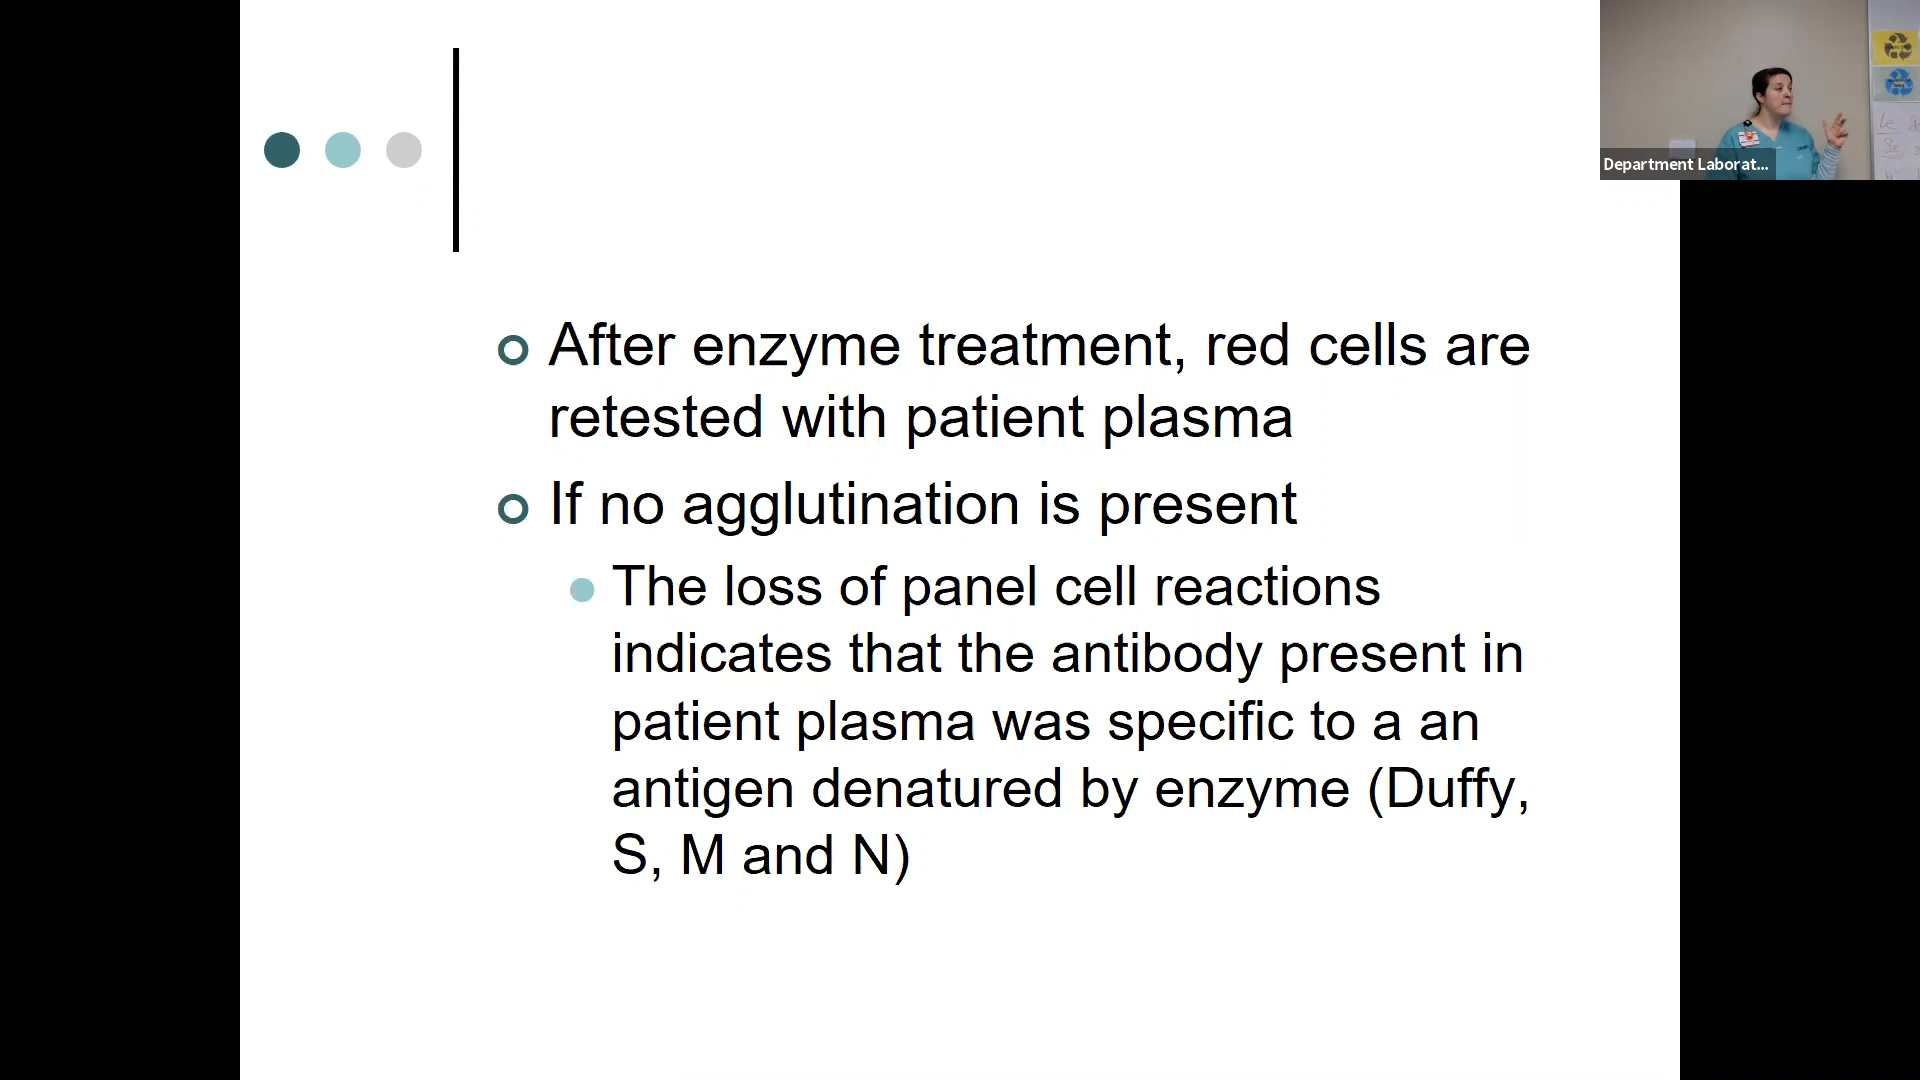 Department Laborat...
Le
Se
After enzyme treatment, red cells are
retested with patient plasma
If no agglutination is present
The loss of panel cell reactions
indicates that the antibody present in
patient plasma was specific to a an
antigen denatured by enzyme (Duffy,
S, M and N)